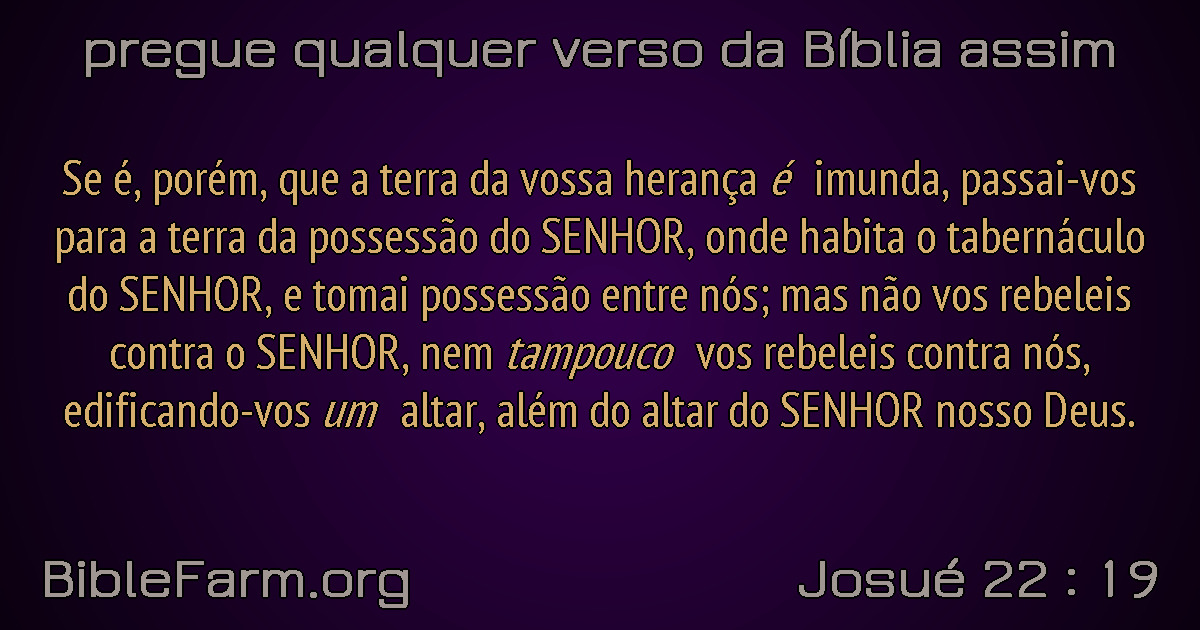 pregue qualquer verso da Bíblia assim
Se é, porém, que a terra da vossa herança é imunda, passai-vos
para a terra da possessão do SENHOR, onde habita o tabernáculo
do SENHOR, e tomai possessão entre nós; mas não vos rebeleis
contra o SENHOR, nem tampouco vos rebeleis contra nós,
edificando-vos um altar, além do altar do SENHOR nosso Deus.
BibleFarm.org
Josué 22 : 19